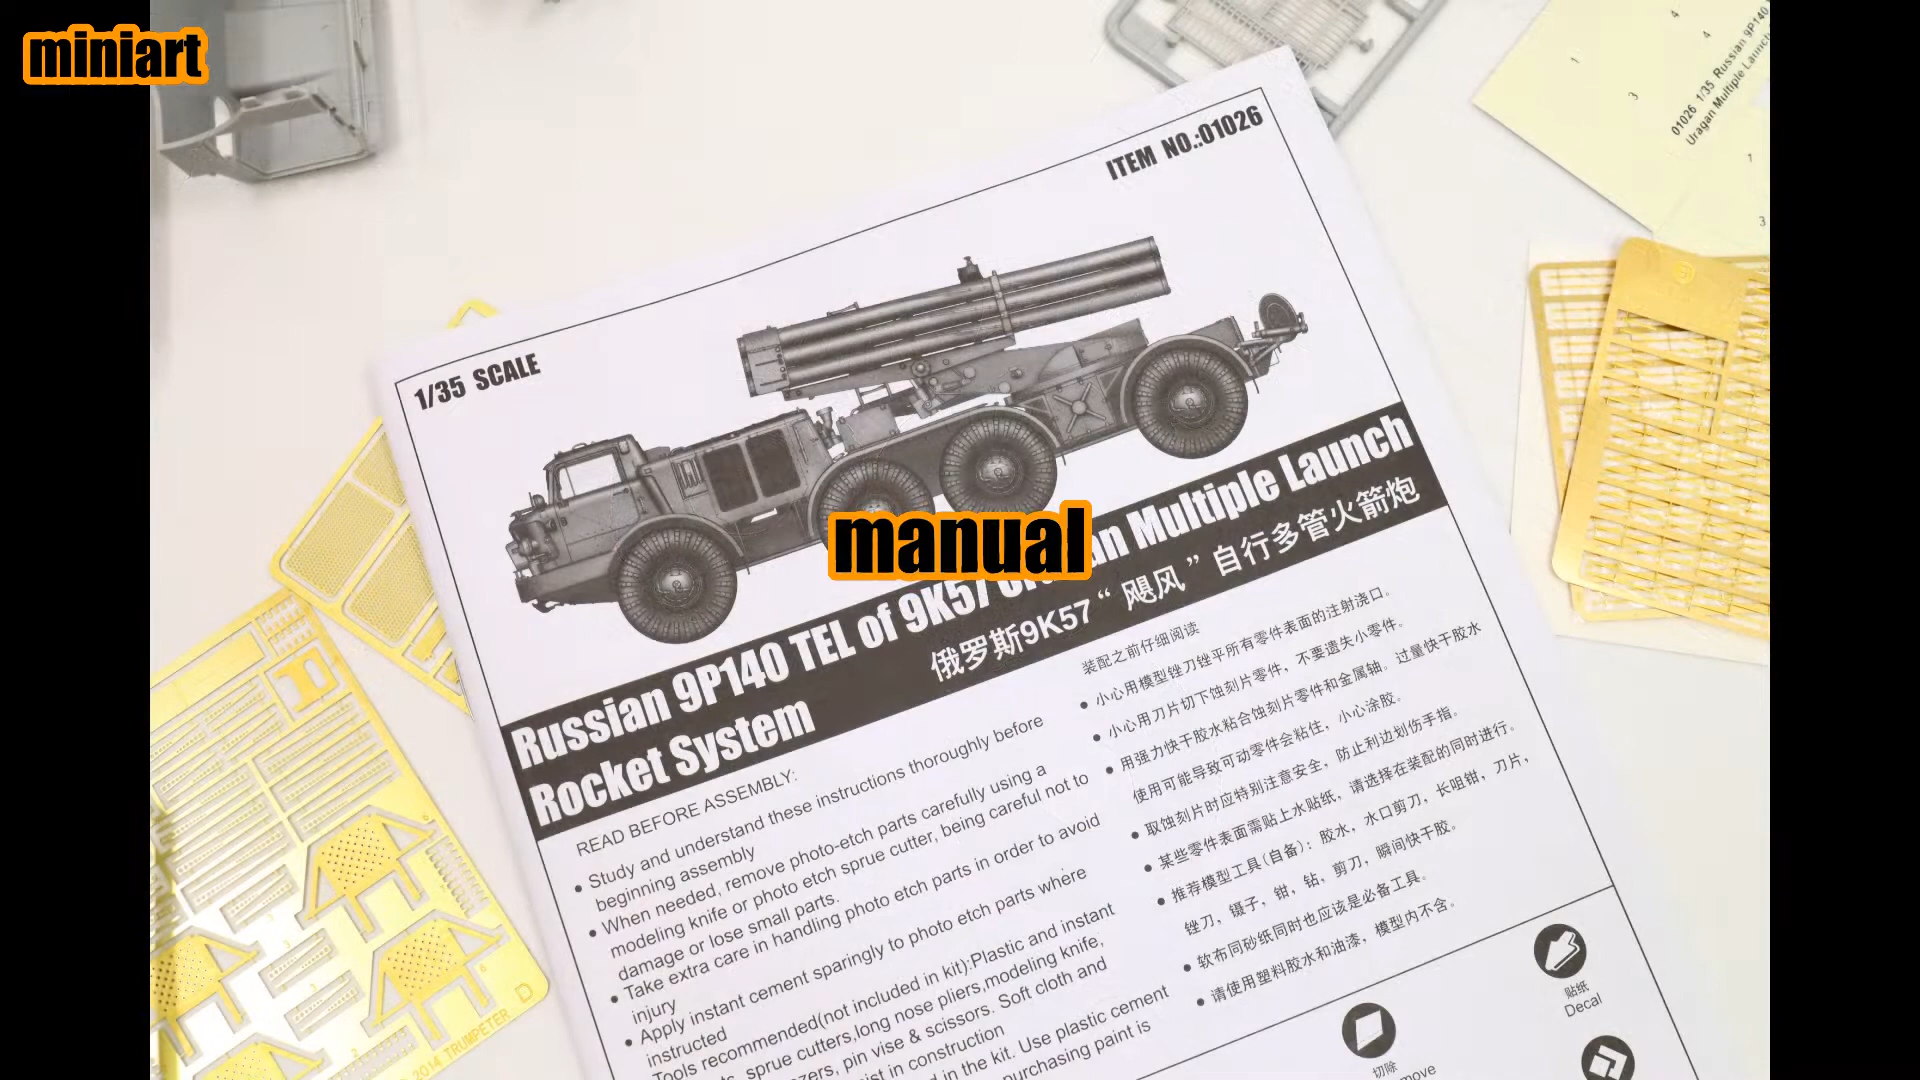 miniart
4
4
1
3
1
3
01026 1/35 Russian 9P140
Uragan Multiple Launch
ITEM NO.:01026
1/35 SCALE
manual
Russian 9P140 TEL of 9K57 Multiple Launch
Rocket System
俄罗斯9K57“飓风”自行多管火箭炮
READ BEFORE ASSEMBLY:
● Study and understand these instructions thoroughly before
beginning assembly
● When needed, remove photo-etch parts carefully using a
modeling knife or photo etch sprue cutter, being careful not to
damage or lose small parts.
● Take extra care in handling photo etch parts in order to avoid
injury
● Apply instant cement sparingly to photo etch parts where
instructed
Tools recommended(not included in kit):Plastic and instant
sprue cutters,long nose pliers,modeling knife,
pin vise & scissors. Soft cloth and
in construction
in the kit. Use plastic cement
purchasing paint is
装配之前仔细阅读
● 小心用模型锉刀锉平所有零件表面的注射浇口。
● 小心用刀片切下蚀刻片零件，不要遗失小零件。
● 用强力快干胶水粘合蚀刻片零件和金属轴。过量快干胶水
使用可能导致可动零件会粘住，小心涂胶。
● 取蚀刻片时应特别注意安全，防止利边划伤手指。
● 某些零件表面需贴上水贴纸，请选择在装配的同时进行。
● 推荐模型工具(自备)：胶水，水口剪刀，长咀钳，刀片，
锉刀，镊子，钳，钻，剪刀，瞬间快干胶。
● 软布同砂纸同时也应该是必备工具。
● 请使用塑料胶水和油漆，模型内不含。
贴纸
Decal
切除
D
2014 TRUMPETER